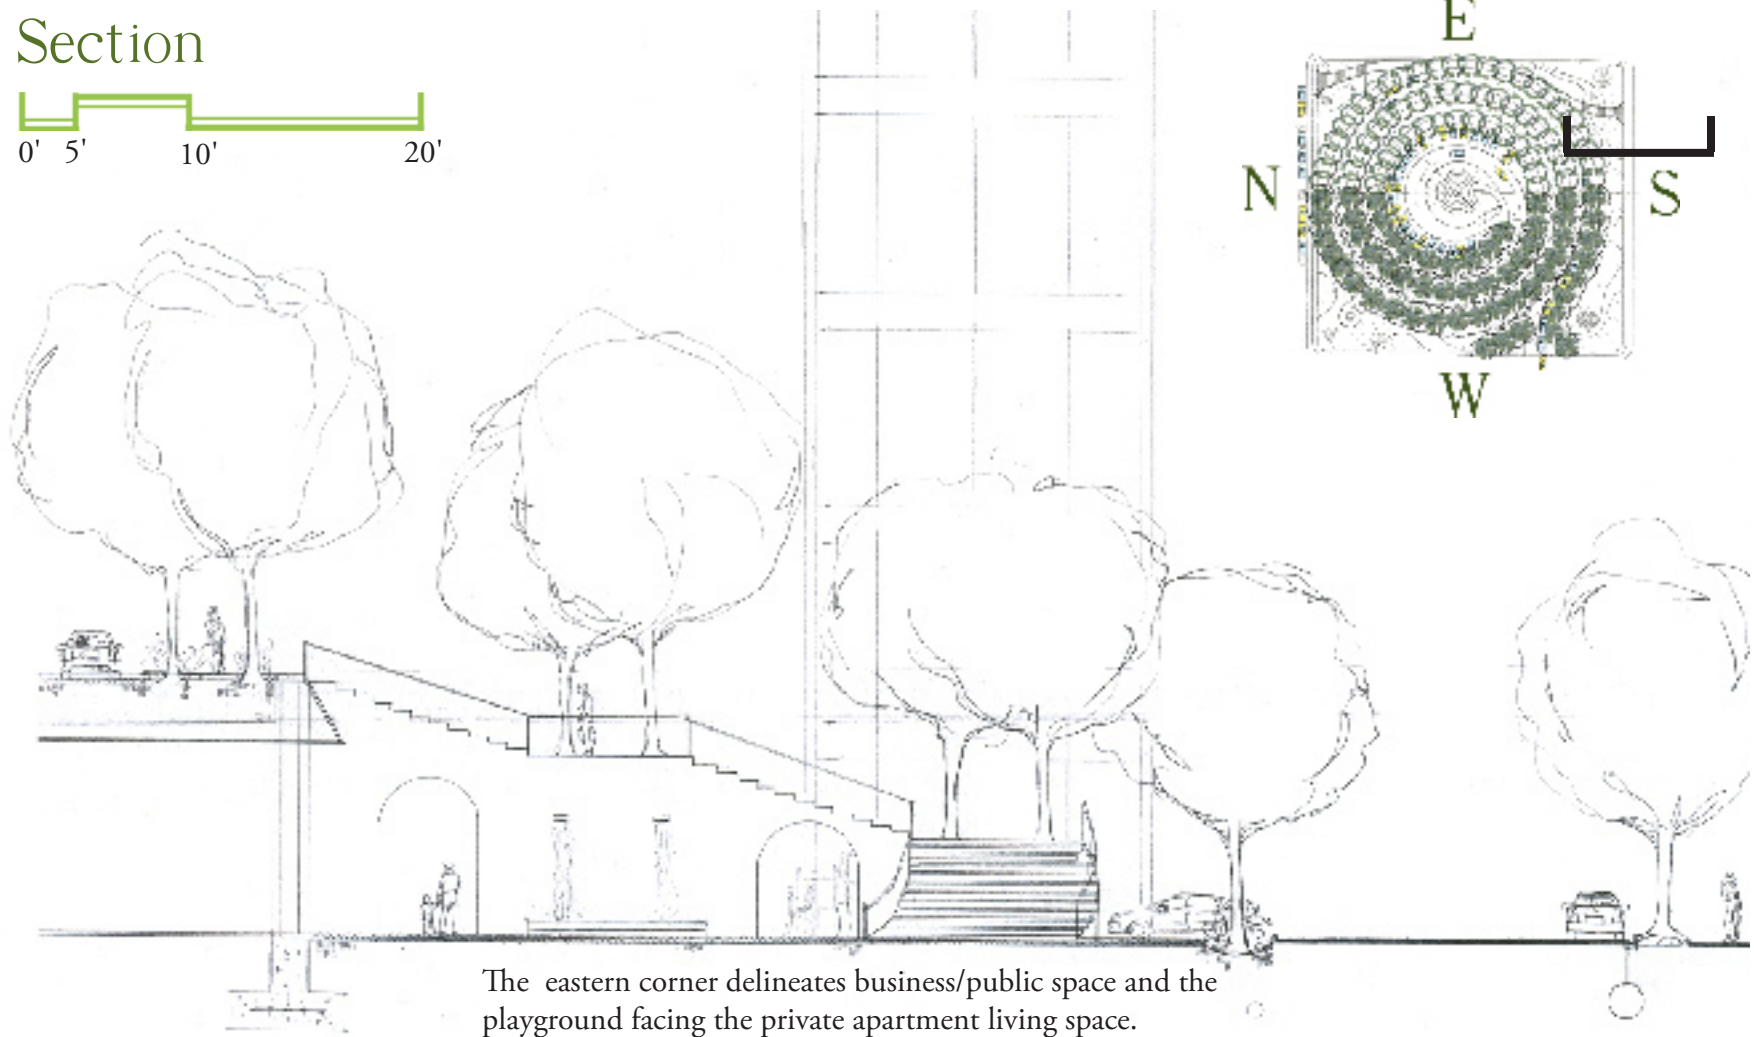 Section
0' 5' 10' 20'
E
N
S
W
The eastern corner delineates business/public space and the
playground facing the private apartment living space.